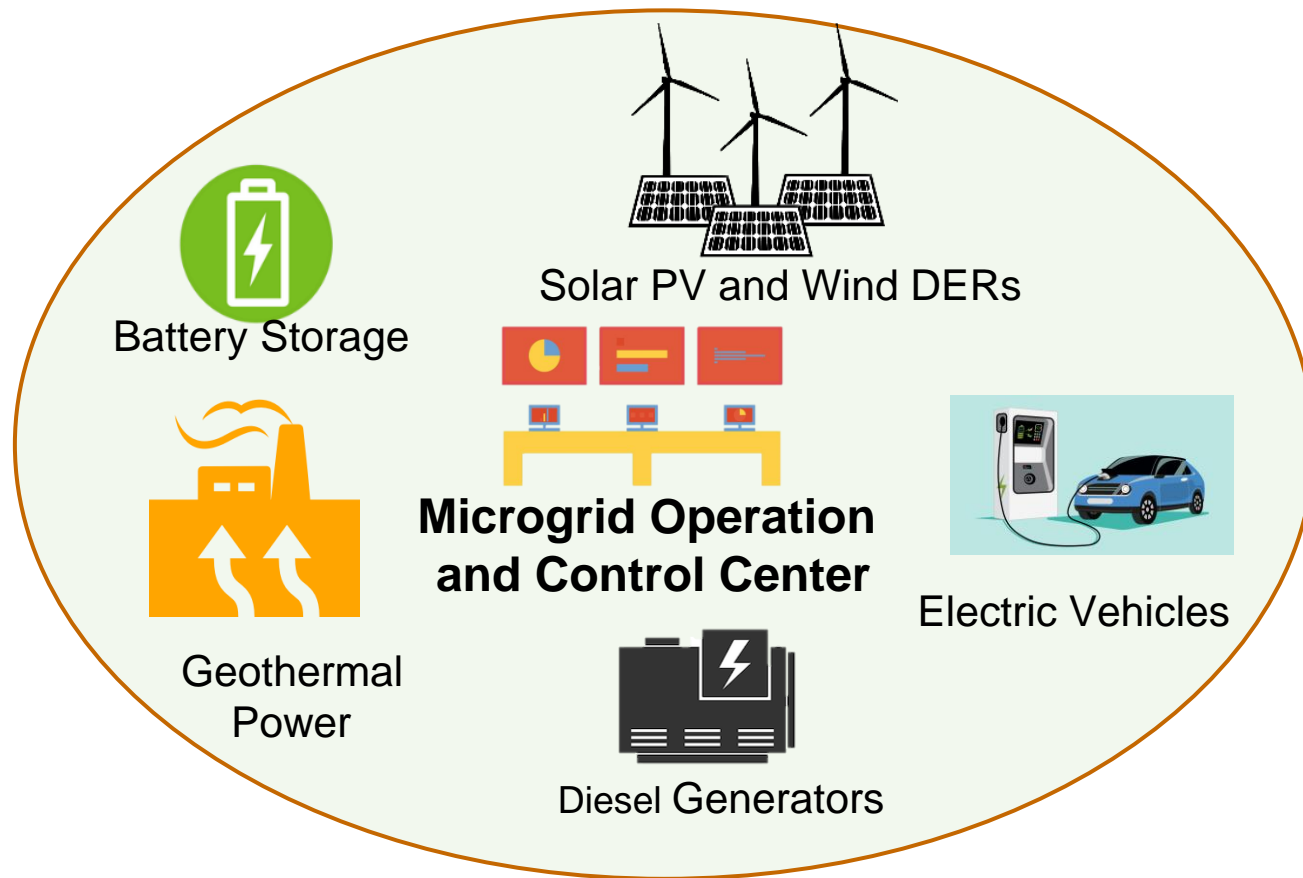 Solar PV and Wind DERs
Battery Storage
Microgrid Operation
and Control Center
Electric Vehicles
Geothermal
Power
Diesel Generators